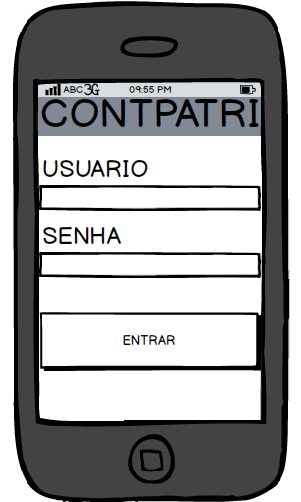 ABC 3G 09:55 PM
CONTPATRI
USUARIO
SENHA
ENTRAR